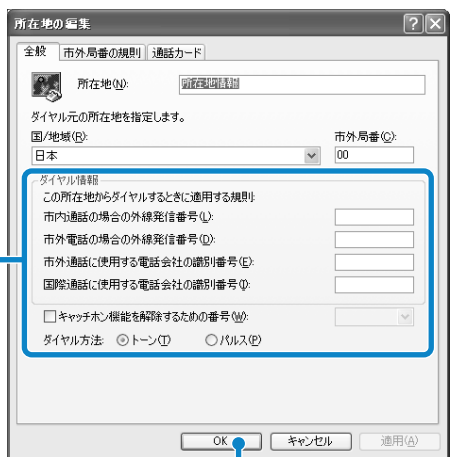 所在地の編集
全般 市外局番の規則 通話カード
所在地(N): 所在地情報
ダイヤル元の所在地を指定します。
国/地域(R): 市外局番(C):
日本 00
ダイヤル情報
この所在地からダイヤルするときに適用する規則:
市内通話の場合の外線発信番号(L):
市外電話の場合の外線発信番号(D):
市外通話に使用する電話会社の識別番号(E):
国際通話に使用する電話会社の識別番号(I):
キャッチホン機能を解除するための番号(W):
ダイヤル方法: トーン(T) パルス(P)
OK キャンセル 適用(A)